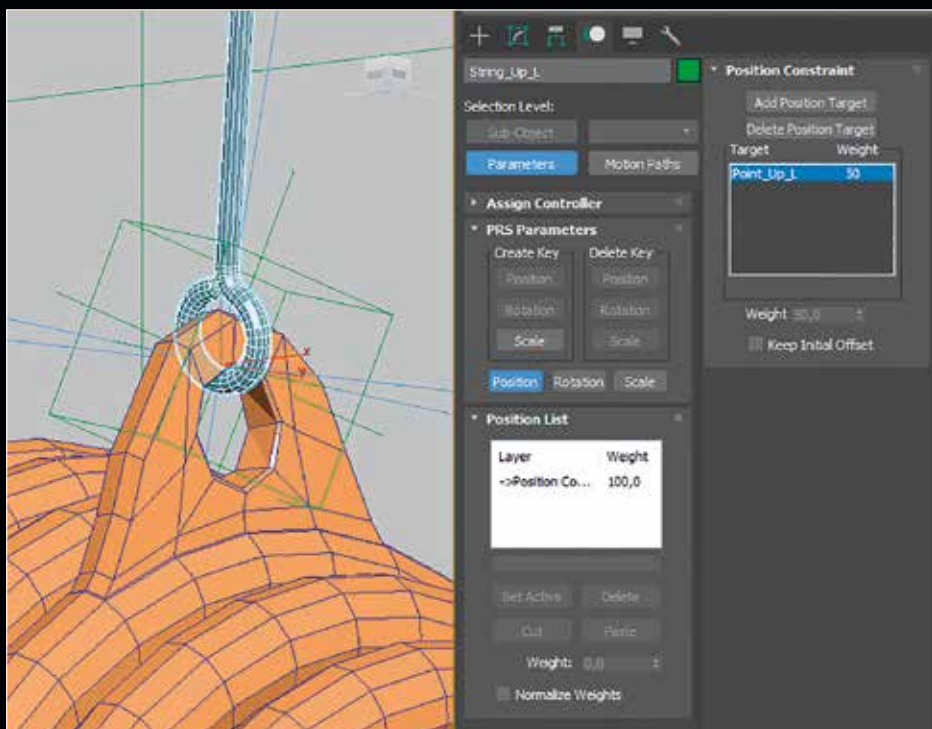 String_Up_L
Selection Level:
Sub-Object
Parameters Motion Paths
Assign Controller
PRS Parameters
Create Key Delete Key
Position Position
Rotation Rotation
Scale Scale
Position Rotation Scale
Position List
Layer Weight
->Position Co... 100,0
Set Active Delete
Cut Paste
Weight: 0,0
Normalize Weights
Position Constraint
Add Position Target
Delete Position Target
Target Weight
Point_Up_L 50
Weight 50,0
Keep Initial Offset
x
y